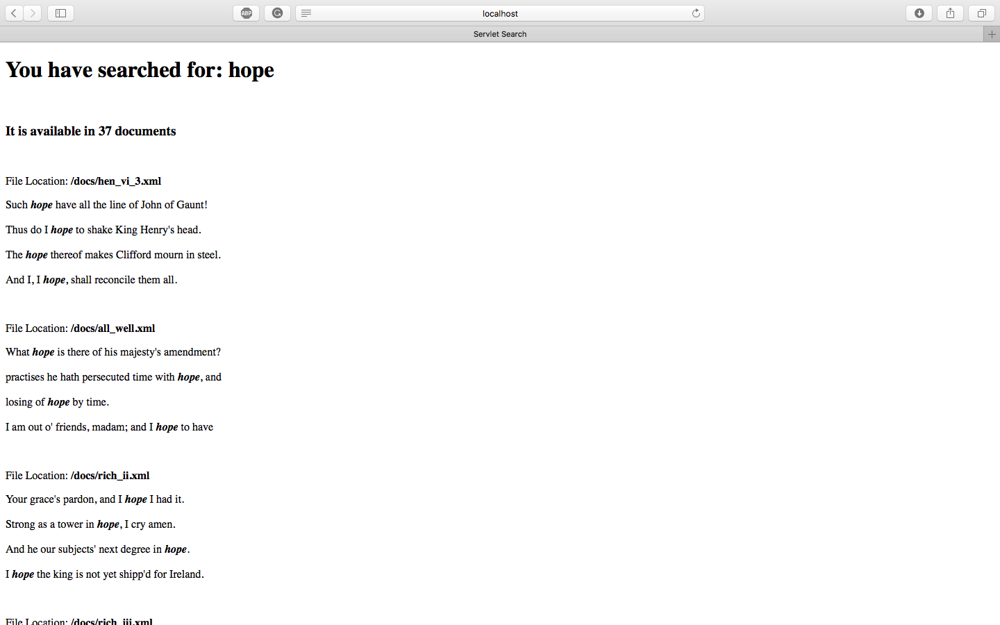 ABP
localhost
Servlet Search
You have searched for: hope
It is available in 37 documents
File Location: /docs/hen_vi_3.xml
Such hope have all the line of John of Gaunt!
Thus do I hope to shake King Henry's head.
The hope thereof makes Clifford mourn in steel.
And I, I hope, shall reconcile them all.
File Location: /docs/all_well.xml
What hope is there of his majesty's amendment?
practises he hath persecuted time with hope, and
losing of hope by time.
I am out o' friends, madam; and I hope to have
File Location: /docs/rich_ii.xml
Your grace's pardon, and I hope I had it.
Strong as a tower in hope, I cry amen.
And he our subjects' next degree in hope.
I hope the king is not yet shipp'd for Ireland.
File Location: /docs/rich_iii.xml